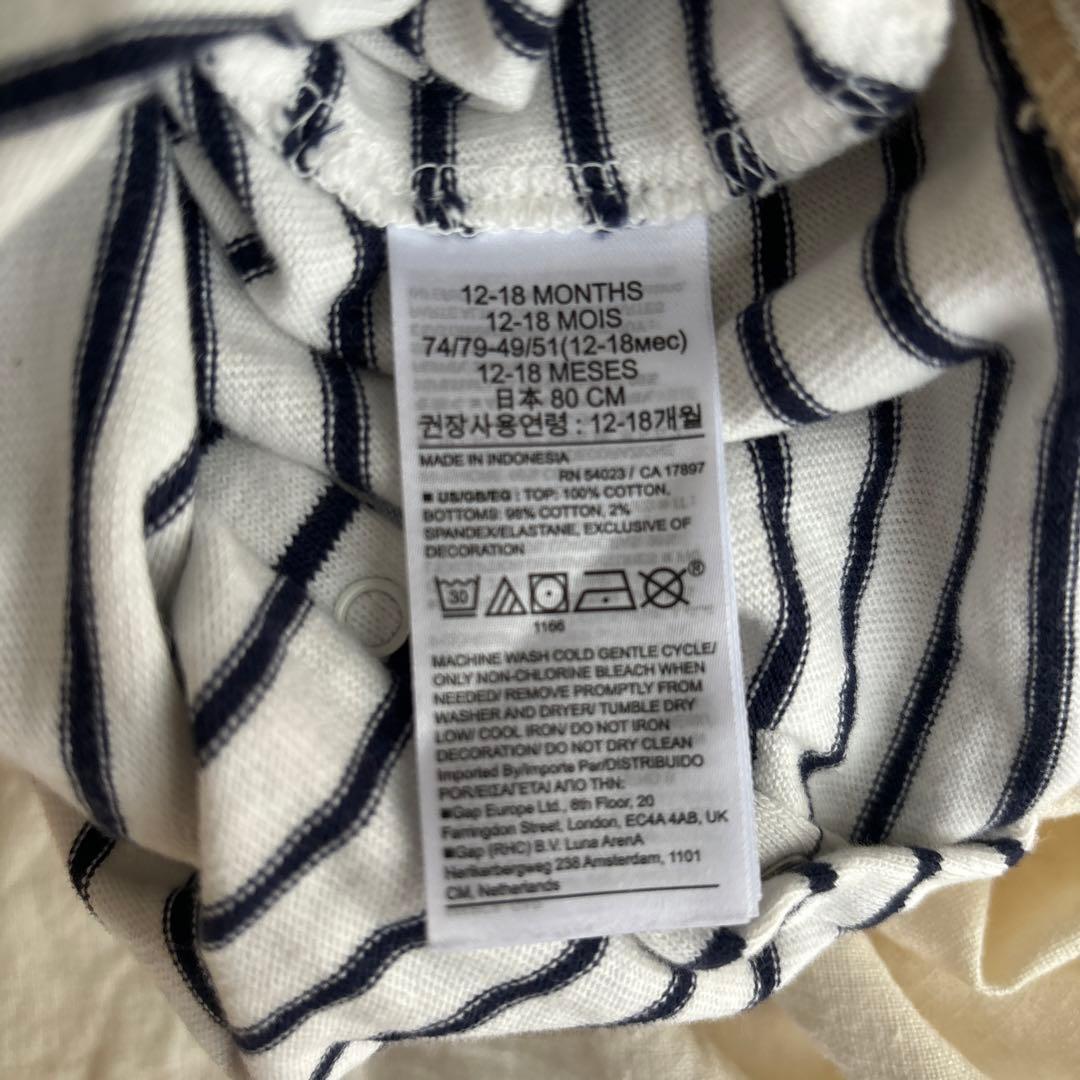 12-18 MONTHS
12-18 MOIS
74/79-49/51(12-18мес)
12-18 MESES
日本 80 CM
권장사용연령 : 12-18개월
MADE IN INDONESIA
RN 54023 / CA 17897
■ US/GB/EG : TOP: 100% COTTON,
BOTTOMS: 98% COTTON, 2%
SPANDEX/ELASTANE, EXCLUSIVE OF
DECORATION
30
®
1166
MACHINE WASH COLD GENTLE CYCLE/
ONLY NON-CHLORINE BLEACH WHEN
NEEDED/ REMOVE PROMPTLY FROM
WASHER AND DRYER/ TUMBLE DRY
LOW/ COOL IRON/ DO NOT IRON
DECORATION/ DO NOT DRY CLEAN
Imported By/Importe Par/DISTRIBUIDO
POR/ΕΙΣΑΓΕΤΑΙ ΑΠΟ ΤΗΝ:
■Gap Europe Ltd., 8th Floor, 20
Farringdon Street, London, EC4A 4AB, UK
■Gap (RHC) B.V. Luna ArenA
Herikerbergweg 238 Amsterdam, 1101
CM, Netherlands